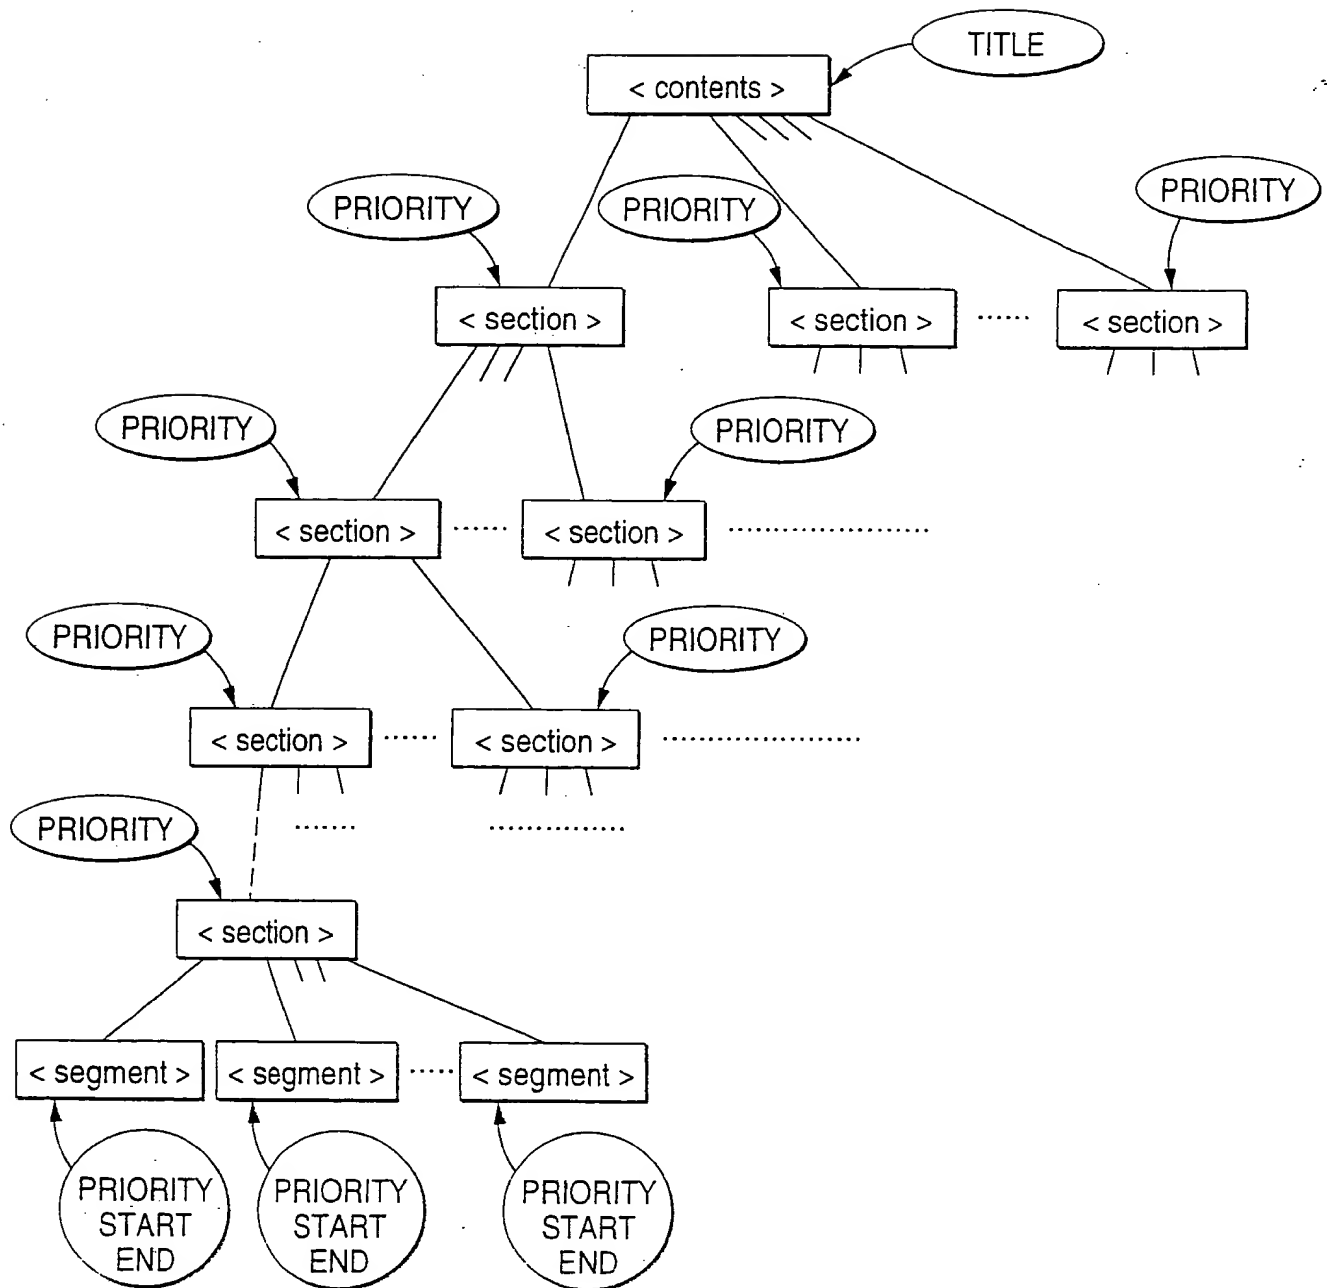 TITLE
< contents >
PRIORITY PRIORITY PRIORITY
< section > < section > ...... < section >
PRIORITY PRIORITY
< section > ...... < section > ......................
PRIORITY PRIORITY
< section > ...... < section > ......................
PRIORITY ....... ...............
< section >
< segment > < segment > ..... < segment >
PRIORITY PRIORITY PRIORITY
START START START
END END END